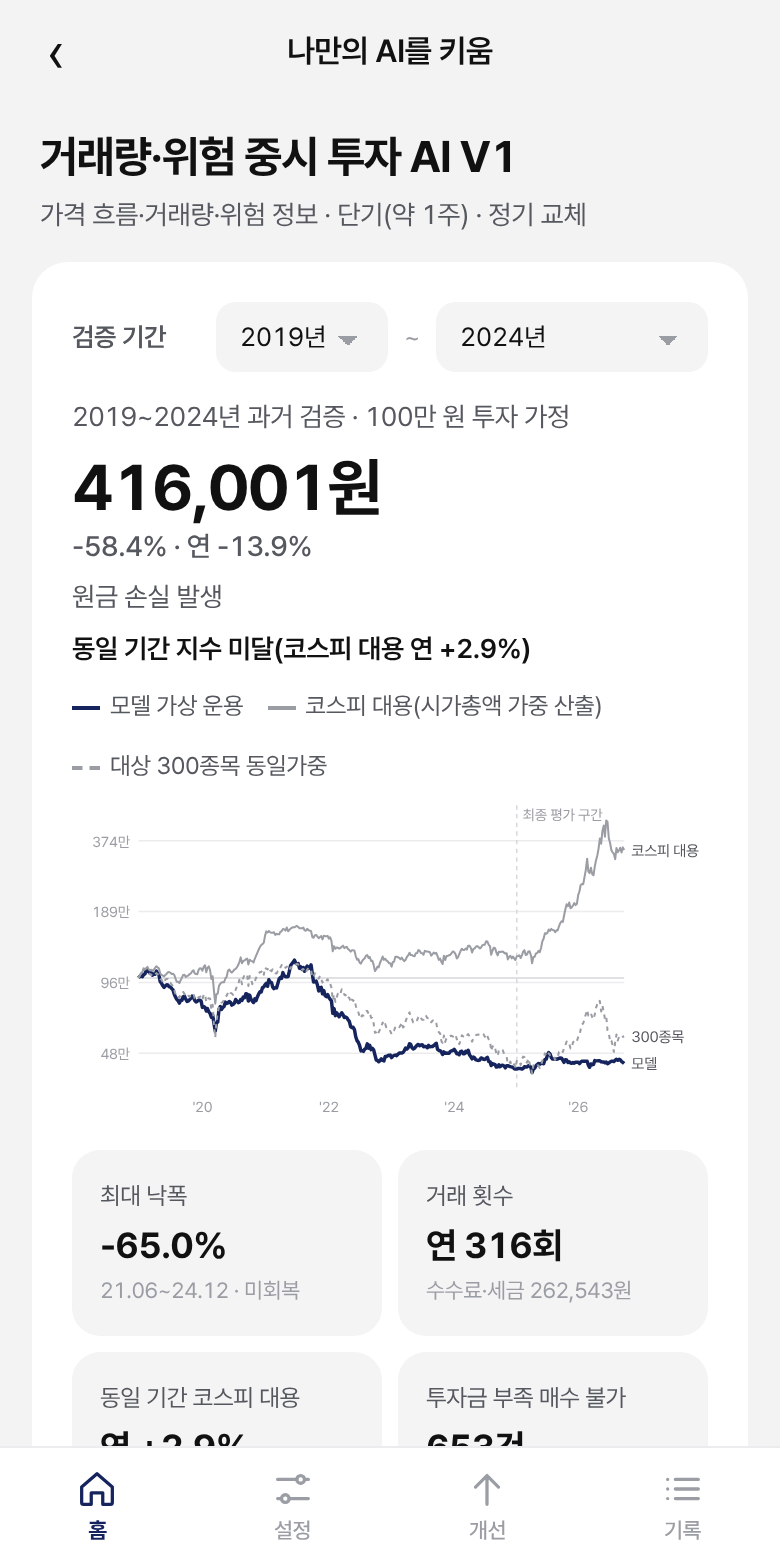 나만의 AI를 키움
거래량·위험 중시 투자 AI V1
가격 흐름·거래량·위험 정보 · 단기(약 1주) · 정기 교체
검증 기간 2019년 ~ 2024년
2019~2024년 과거 검증 · 100만 원 투자 가정
416,001원
-58.4% · 연 -13.9%
원금 손실 발생
동일 기간 지수 미달(코스피 대용 연 +2.9%)
모델 가상 운용 코스피 대용(시가총액 가중 산출)
대상 300종목 동일가중
최종 평가 구간
374만
코스피 대용
189만
96만
300종목
48만
모델
'20 '22 '24 '26
최대 낙폭
-65.0%
21.06~24.12 · 미회복
거래 횟수
연 316회
수수료·세금 262,543원
동일 기간 코스피 대용
연 +2.9%
투자금 부족 매수 불가
653건
홈 설정 개선 기록